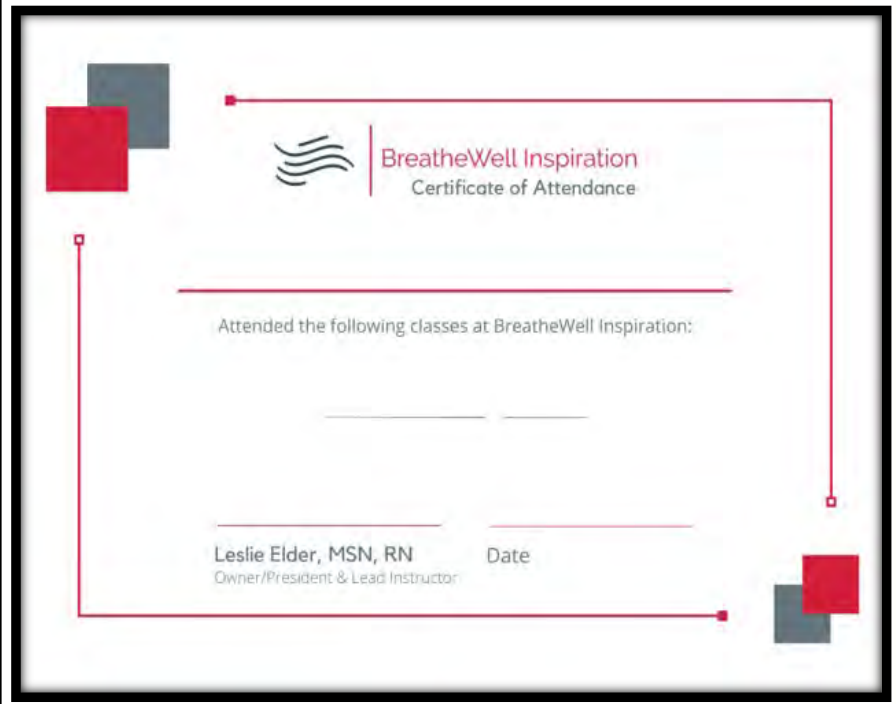 BreatheWell Inspiration
Certificate of Attendance
Attended the following classes at BreatheWell Inspiration:
Leslie Elder, MSN, RN
Date
Owner/President & Lead Instructor